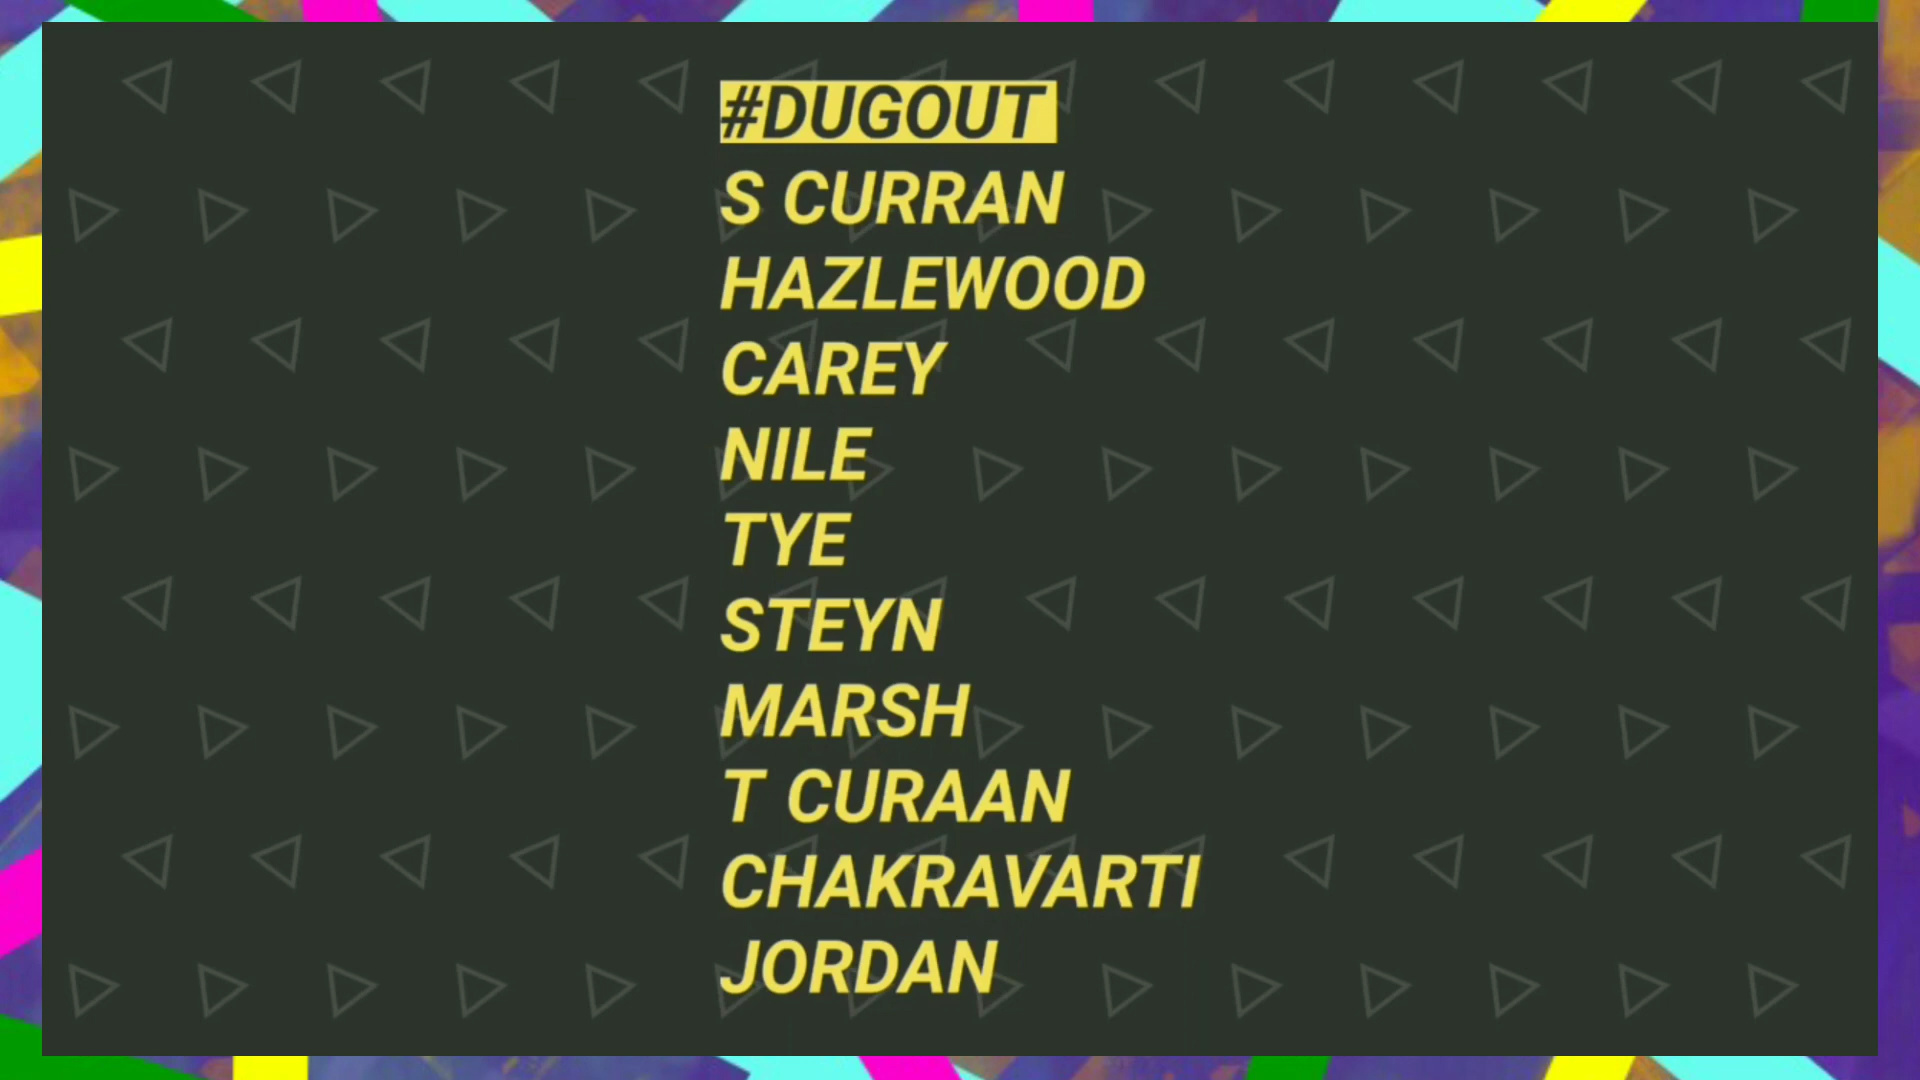 #DUGOUT
S CURRAN
HAZLEWOOD
CAREY
NILE
TYE
STEYN
MARSH
T CURAAN
CHAKRAVARTI
JORDAN